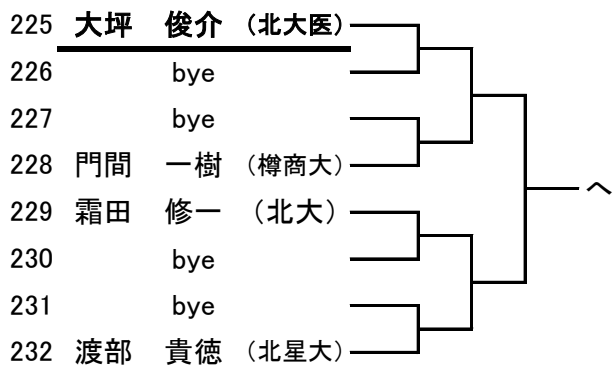 225 大坪 俊介 (北大医)
226 bye
227 bye
228 門間 一樹 (樽商大)
229 霜田 修一 (北大)
230 bye
231 bye
232 渡部 貴徳 (北星大)
へ